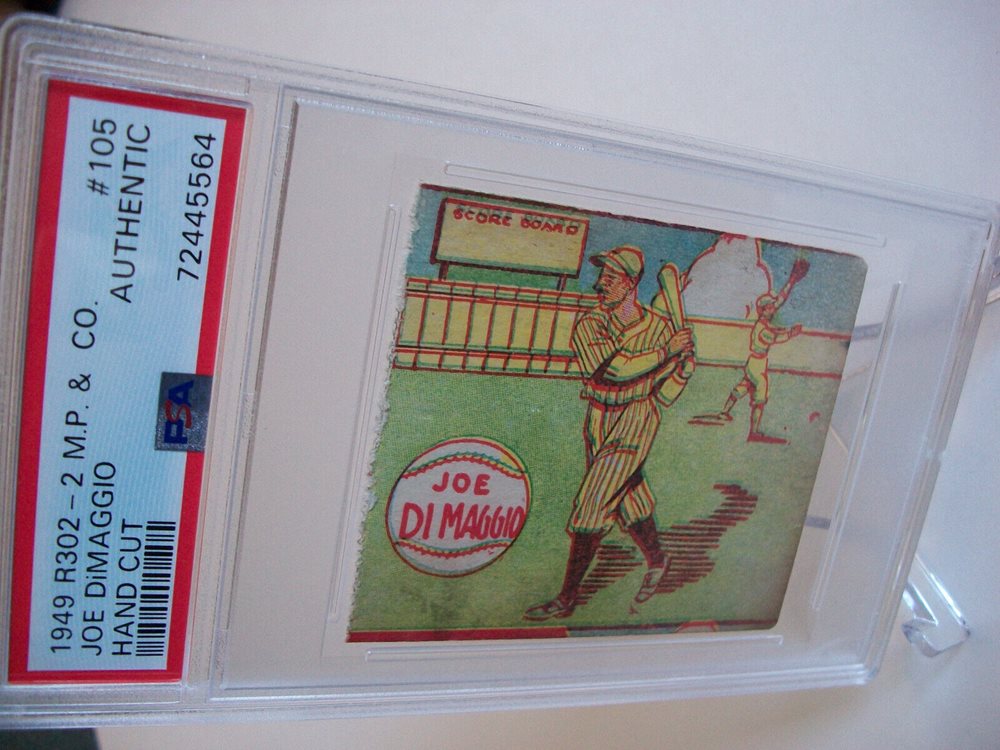 1949 R302-2 M.P. & CO. #105
JOE DiMAGGIO AUTHENTIC
HAND CUT
PSA
72445564
SCORE BOARD
JOE
DI MAGGIO